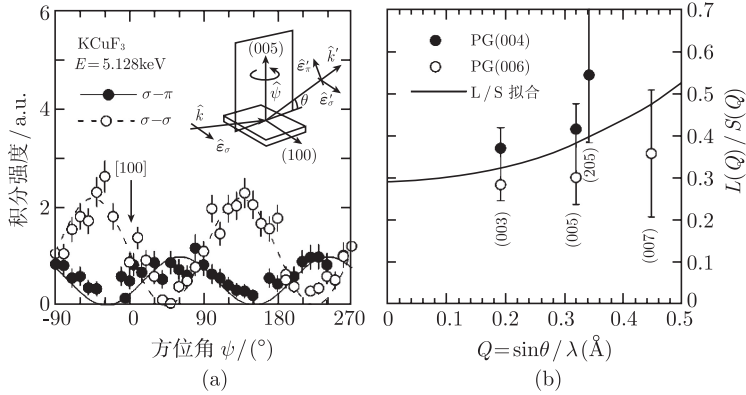 KCuF₃
E=5.128keV
σ−π
σ−σ
[100]
(005)
ψ̂
k̂
ε̂σ
k̂′
ε̂′π
ε̂′σ
θ
(100)
积分强度/a.u.
6
4
2
0
-90
0
90
180
270
方位角 ψ/(°)
(a)
PG(004)
PG(006)
L/S 拟合
(003)
(005)
(205)
(007)
0.7
0.6
0.5
0.4
0.3
0.2
0.1
0
L(Q)/S(Q)
0
0.1
0.2
0.3
0.4
0.5
Q=sinθ/λ(Å)
(b)